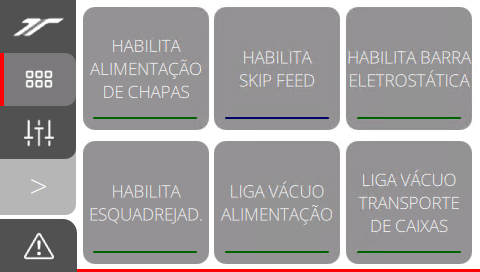 HABILITA
ALIMENTAÇÃO
DE CHAPAS
HABILITA
SKIP FEED
HABILITA BARRA
ELETROSTÁTICA
>
HABILITA
ESQUADREJAD.
LIGA VÁCUO
ALIMENTAÇÃO
LIGA VÁCUO
TRANSPORTE
DE CAIXAS